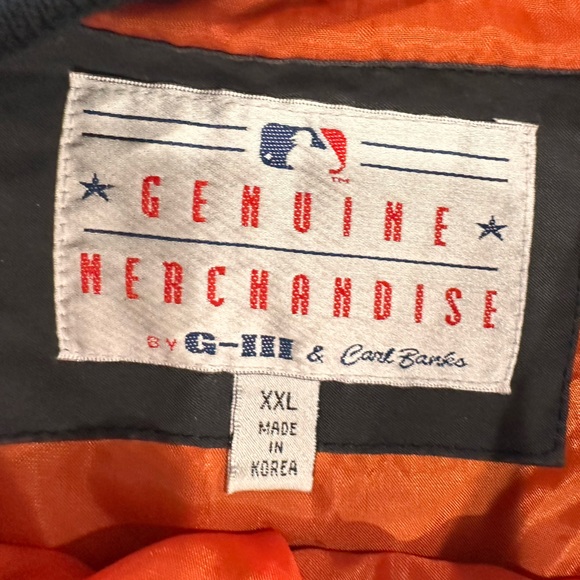 GENUINE
MERCHANDISE
BY G-III & Carl Banks
XXL
MADE
IN
KOREA